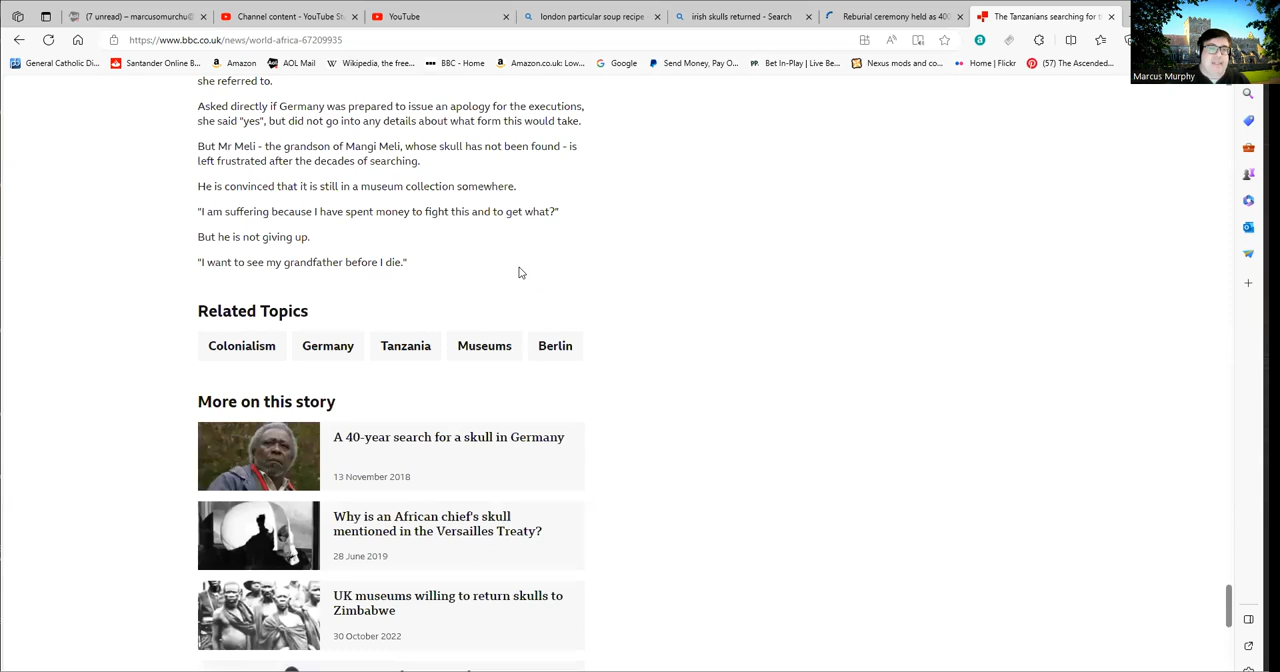 (7 unread) - marcusomurchu@
Channel content - YouTube St
YouTube
london particular soup recipe
irish skulls returned - Search
Reburial ceremony held as 400
The Tanzanians searching for t
https://www.bbc.co.uk/news/world-africa-67209935
General Catholic Di...
Santander Online B...
Amazon
AOL Mail
Wikipedia, the free...
BBC - Home
Amazon.co.uk: Low...
Google
Send Money, Pay O...
Bet In-Play | Live Be...
Nexus mods and co...
Home | Flickr
(57) The Ascended...
Marcus Murphy
she referred to.
Asked directly if Germany was prepared to issue an apology for the executions,
she said "yes", but did not go into any details about what form this would take.
But Mr Meli - the grandson of Mangi Meli, whose skull has not been found - is
left frustrated after the decades of searching.
He is convinced that it is still in a museum collection somewhere.
"I am suffering because I have spent money to fight this and to get what?"
But he is not giving up.
"I want to see my grandfather before I die."
Related Topics
Colonialism
Germany
Tanzania
Museums
Berlin
More on this story
A 40-year search for a skull in Germany
13 November 2018
Why is an African chief's skull
mentioned in the Versailles Treaty?
28 June 2019
UK museums willing to return skulls to
Zimbabwe
30 October 2022